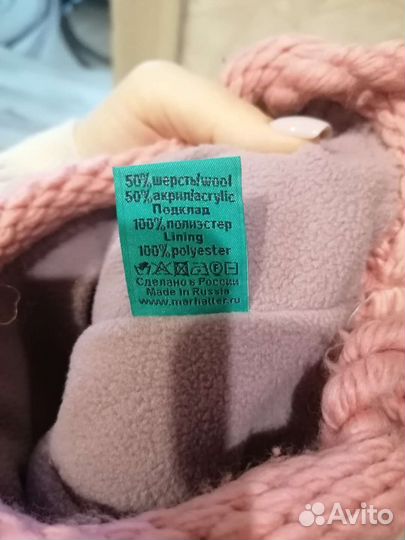 50%,шерсть/wool
50%,акрил/acrylic
Подклад
100%,полиэстер
Lining
100%,polyester
Сделано в России
Made in Russia
www.marhatter.ru
Avito